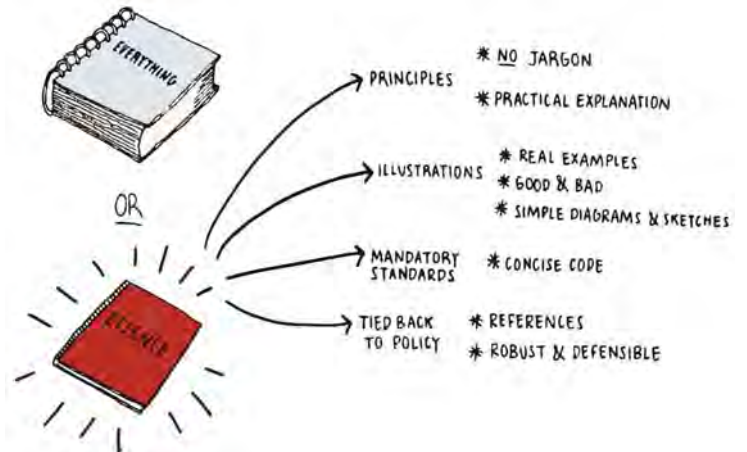 EVERYTHING
OR
REFINED
PRINCIPLES
* NO JARGON
* PRACTICAL EXPLANATION
ILLUSTRATIONS
* REAL EXAMPLES
* GOOD & BAD
* SIMPLE DIAGRAMS & SKETCHES
MANDATORY
STANDARDS
* CONCISE CODE
TIED BACK
TO POLICY
* REFERENCES
* ROBUST & DEFENSIBLE